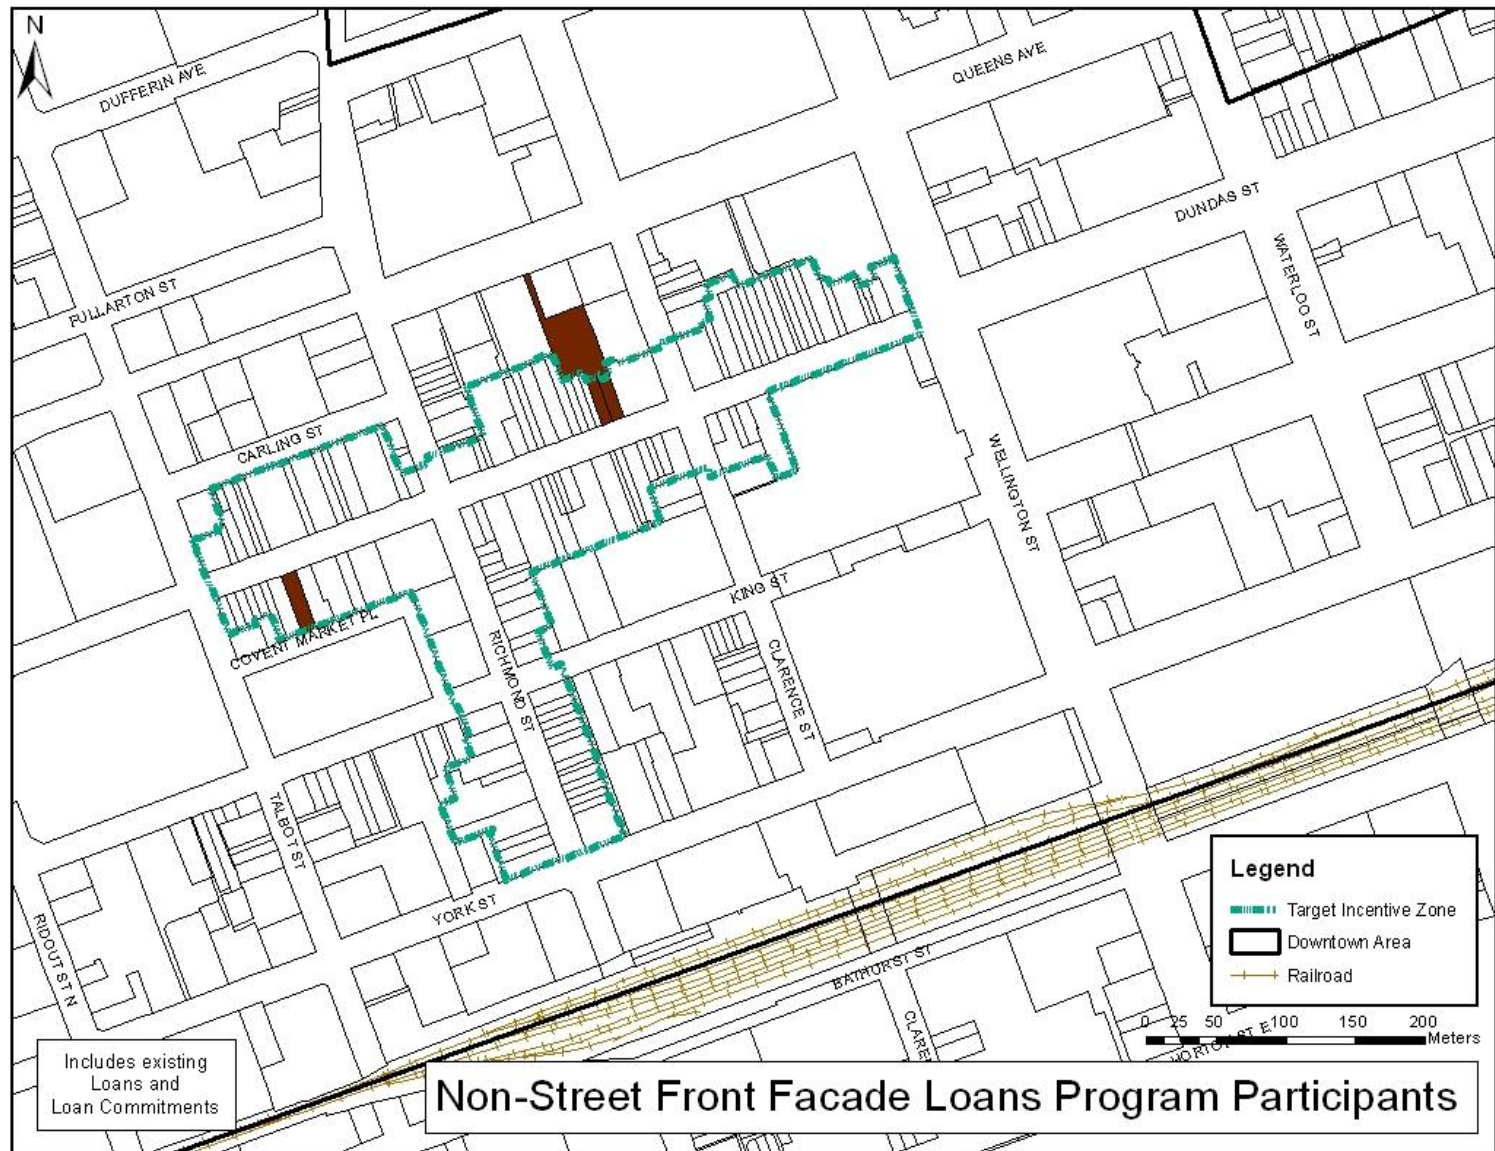 N
DUFFERIN AVE
QUEENS AVE
DUNDAS ST
WATERLOO ST
FULLARTON ST
CARLING ST
WELLINGTON ST
KING ST
COVENT MARKET PL
RICHMOND ST
CLARENCE ST
TALBOT ST
YORK ST
RIDOUT ST N
BATHURST ST
CLAREN
HORTON ST E
Legend
Target Incentive Zone
Downtown Area
Railroad
0 25 50 100 150 200
Meters
Includes existing
Loans and
Loan Commitments
Non-Street Front Facade Loans Program Participants